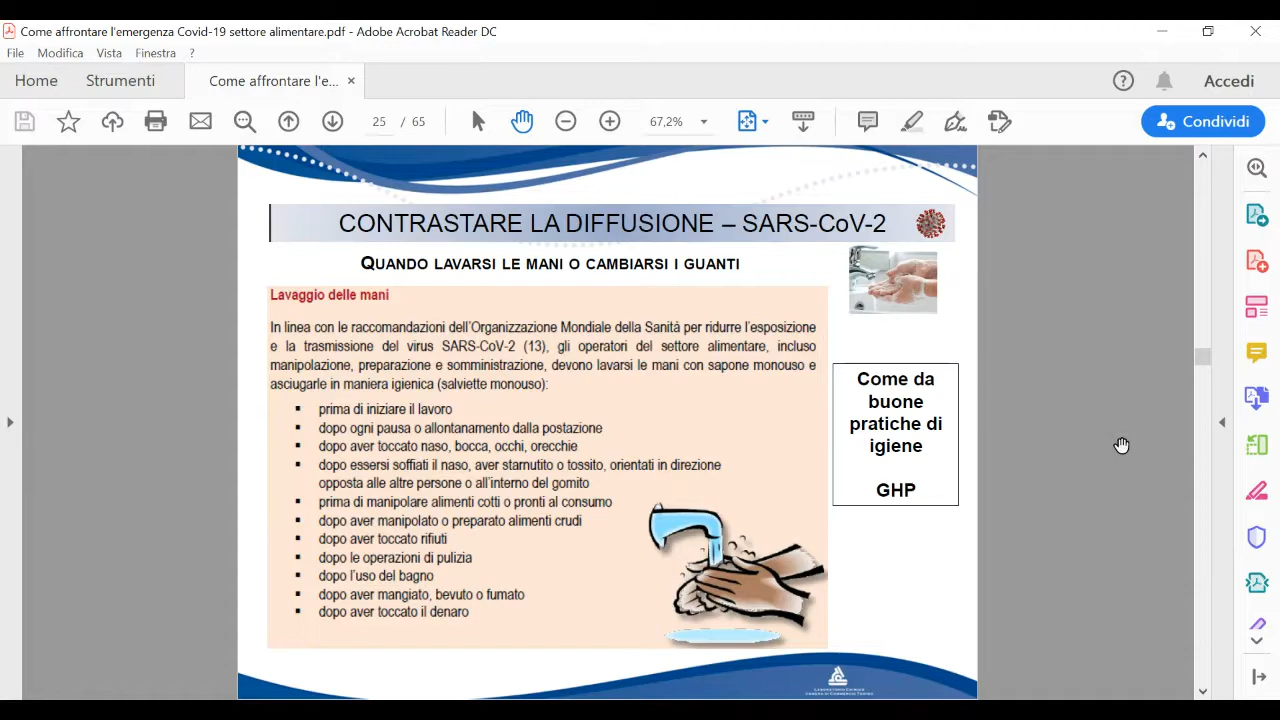 Come affrontare l'emergenza Covid-19 settore alimentare.pdf - Adobe Acrobat Reader DC
File Modifica Vista Finestra ?
Home Strumenti Come affrontare l'e... × Accedi
25 / 65 67,2% Condividi
CONTRASTARE LA DIFFUSIONE – SARS-CoV-2
QUANDO LAVARSI LE MANI O CAMBIARSI I GUANTI
Lavaggio delle mani
In linea con le raccomandazioni dell'Organizzazione Mondiale della Sanità per ridurre l'esposizione
e la trasmissione del virus SARS-CoV-2 (13), gli operatori del settore alimentare, incluso
manipolazione, preparazione e somministrazione, devono lavarsi le mani con sapone monouso e
asciugarle in maniera igienica (salviette monouso):
▪ prima di iniziare il lavoro
▪ dopo ogni pausa o allontanamento dalla postazione
▪ dopo aver toccato naso, bocca, occhi, orecchie
▪ dopo essersi soffiati il naso, aver starnutito o tossito, orientati in direzione
opposta alle altre persone o all'interno del gomito
▪ prima di manipolare alimenti cotti o pronti al consumo
▪ dopo aver manipolato o preparato alimenti crudi
▪ dopo aver toccato rifiuti
▪ dopo le operazioni di pulizia
▪ dopo l'uso del bagno
▪ dopo aver mangiato, bevuto o fumato
▪ dopo aver toccato il denaro
Come da
buone
pratiche di
igiene
GHP
LABORATORIO CHIMICO
CAMERA DI COMMERCIO TORINO